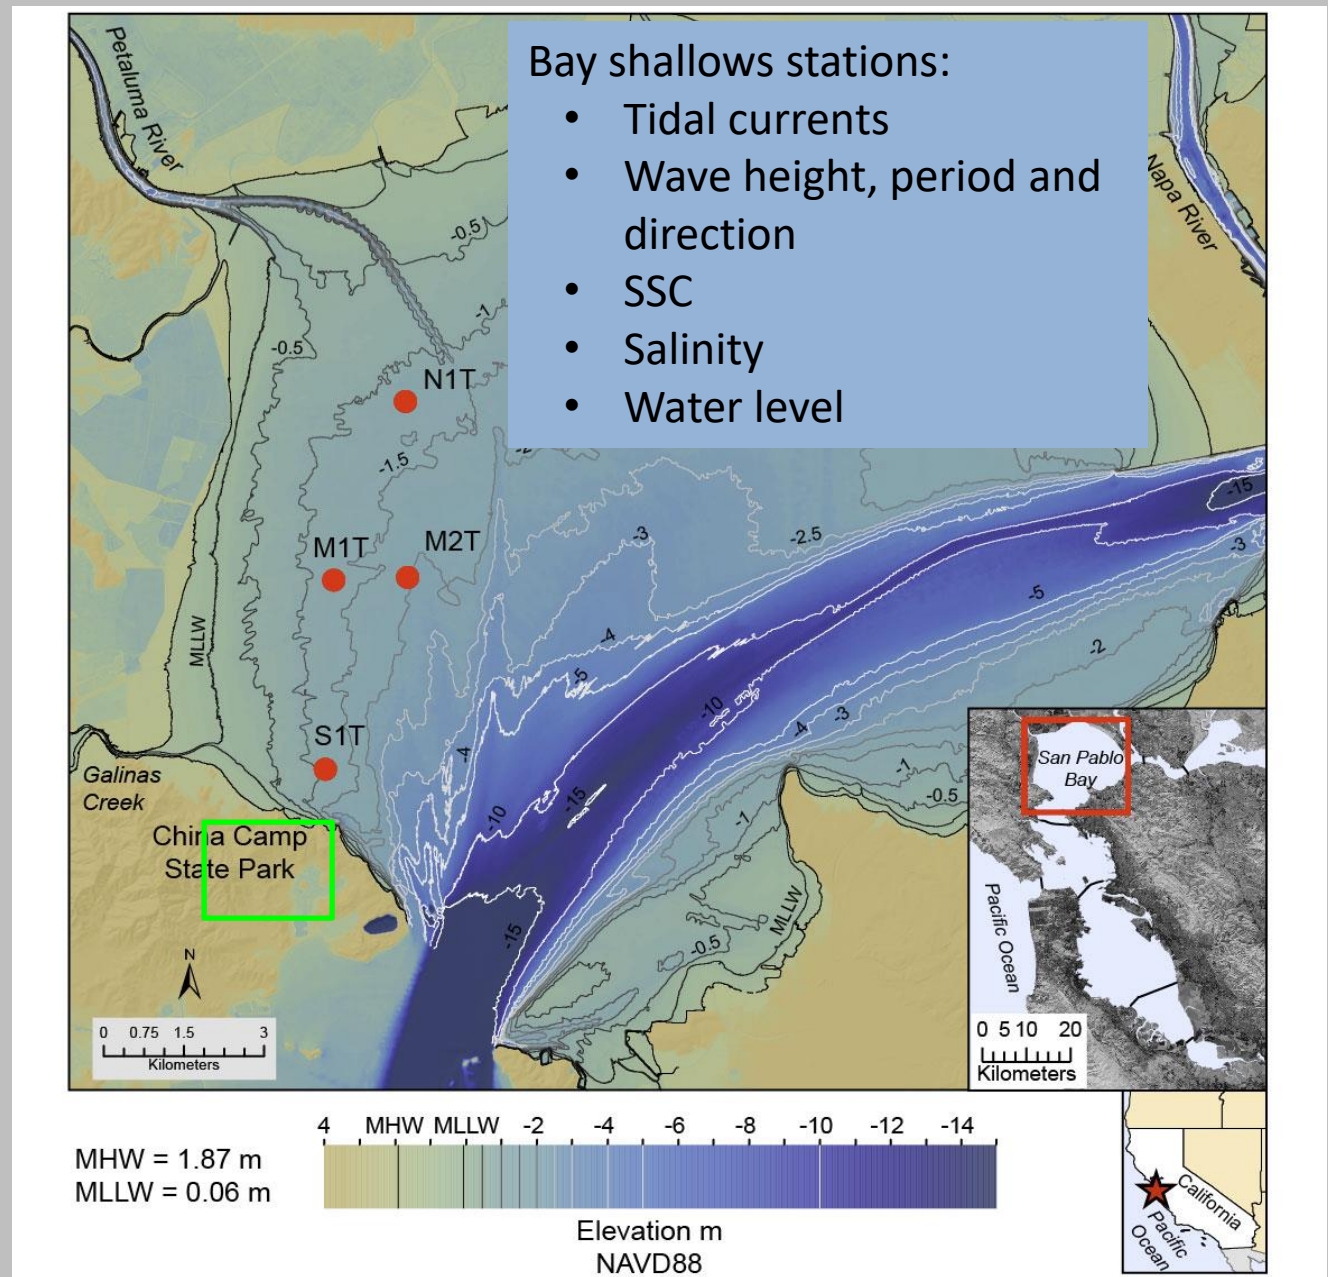 Petaluma River
Bay shallows stations:
• Tidal currents
• Wave height, period and
direction
• SSC
• Salinity
• Water level
Napa River
-0.5
-1
-0.5
N1T
-1.5
-15
M1T
M2T
-3
-2.5
-3
-5
MLLW
-4
-2
-5
-10
-4
-3
S1T
-4
San Pablo
Bay
Galinas
Creek
-1
-0.5
-15
-10
-1
China Camp
State Park
MLLW
Pacific Ocean
-15
-0.5
N
0 0.75 1.5 3
Kilometers
0 5 10 20
Kilometers
4 MHW MLLW -2 -4 -6 -8 -10 -12 -14
MHW = 1.87 m
MLLW = 0.06 m
Elevation m
NAVD88
California
Pacific
Ocean